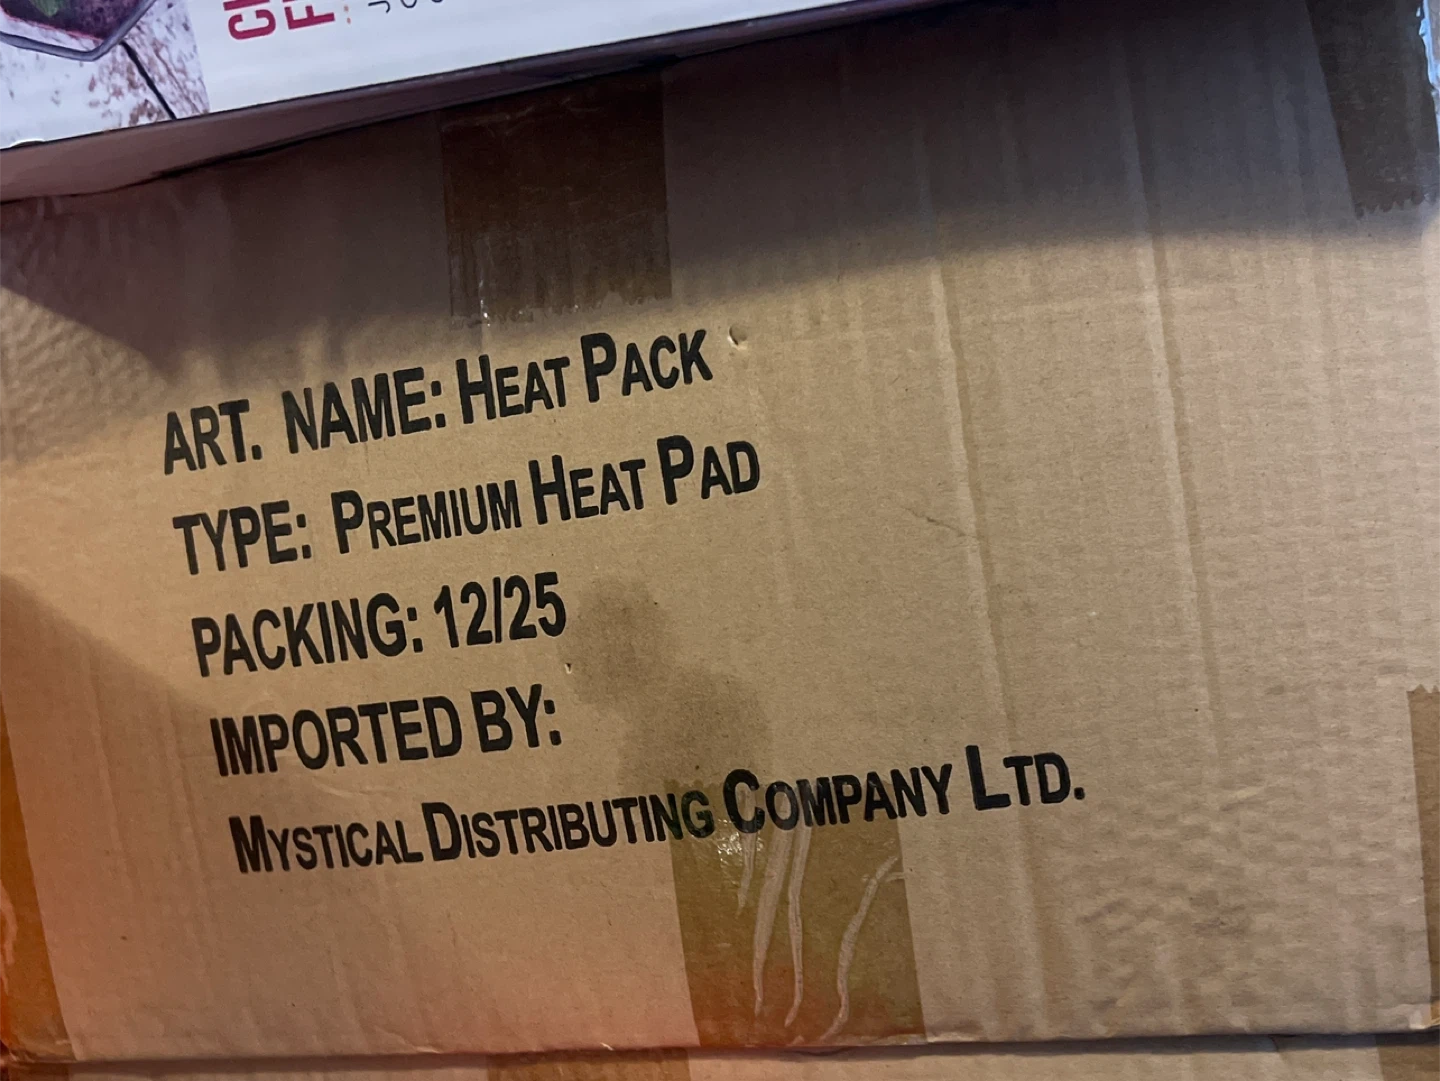 ART. NAME: HEAT PACK
TYPE: PREMIUM HEAT PAD
PACKING: 12/25
IMPORTED BY:
MYSTICAL DISTRIBUTING COMPANY LTD.